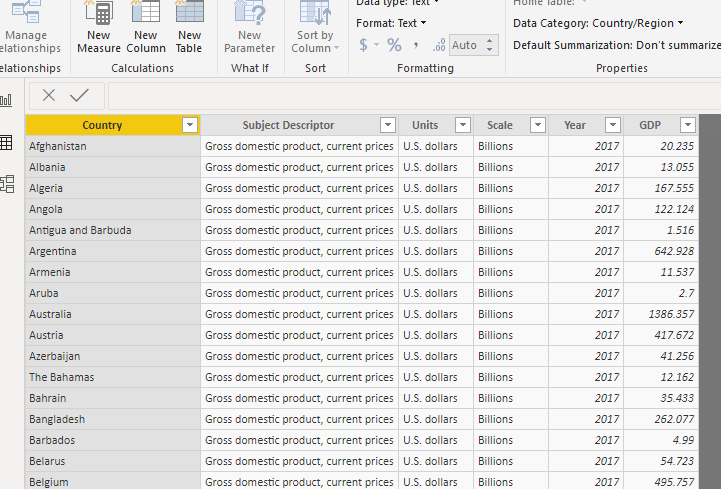 Data type: Text
Home Table:
Manage
Relationships
New
Measure
New
Column
New
Table
New
Parameter
Sort by
Column
Format: Text
Data Category: Country/Region
$ % , .00 Auto
Default Summarization: Don't summarize
elationships
Calculations
What If
Sort
Formatting
Properties
Country Subject Descriptor Units Scale Year GDP
Afghanistan Gross domestic product, current prices U.S. dollars Billions 2017 20.235
Albania Gross domestic product, current prices U.S. dollars Billions 2017 13.055
Algeria Gross domestic product, current prices U.S. dollars Billions 2017 167.555
Angola Gross domestic product, current prices U.S. dollars Billions 2017 122.124
Antigua and Barbuda Gross domestic product, current prices U.S. dollars Billions 2017 1.516
Argentina Gross domestic product, current prices U.S. dollars Billions 2017 642.928
Armenia Gross domestic product, current prices U.S. dollars Billions 2017 11.537
Aruba Gross domestic product, current prices U.S. dollars Billions 2017 2.7
Australia Gross domestic product, current prices U.S. dollars Billions 2017 1386.357
Austria Gross domestic product, current prices U.S. dollars Billions 2017 417.672
Azerbaijan Gross domestic product, current prices U.S. dollars Billions 2017 41.256
The Bahamas Gross domestic product, current prices U.S. dollars Billions 2017 12.162
Bahrain Gross domestic product, current prices U.S. dollars Billions 2017 35.433
Bangladesh Gross domestic product, current prices U.S. dollars Billions 2017 262.077
Barbados Gross domestic product, current prices U.S. dollars Billions 2017 4.99
Belarus Gross domestic product, current prices U.S. dollars Billions 2017 54.723
Belgium Gross domestic product, current prices U.S. dollars Billions 2017 495.757